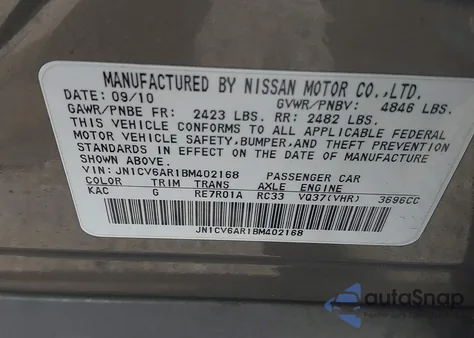 MANUFACTURED BY NISSAN MOTOR CO.,LTD.
DATE: 09/10 GVWR/PNBV: 4846 LBS.
GAWR/PNBE FR: 2423 LBS. RR: 2482 LBS.
THIS VEHICLE CONFORMS TO ALL APPLICABLE FEDERAL
MOTOR VEHICLE SAFETY,BUMPER,AND THEFT PREVENTION
STANDARDS IN EFFECT ON THE DATE OF MANUFACTURE
SHOWN ABOVE.
VIN: JN1CV6AR1BM402168 PASSENGER CAR
COLOR TRIM TRANS AXLE ENGINE
KAC G RE7R01A RC33 VQ37(VHR) 3696CC
JN1CV6AR1BM402168
autoSnap